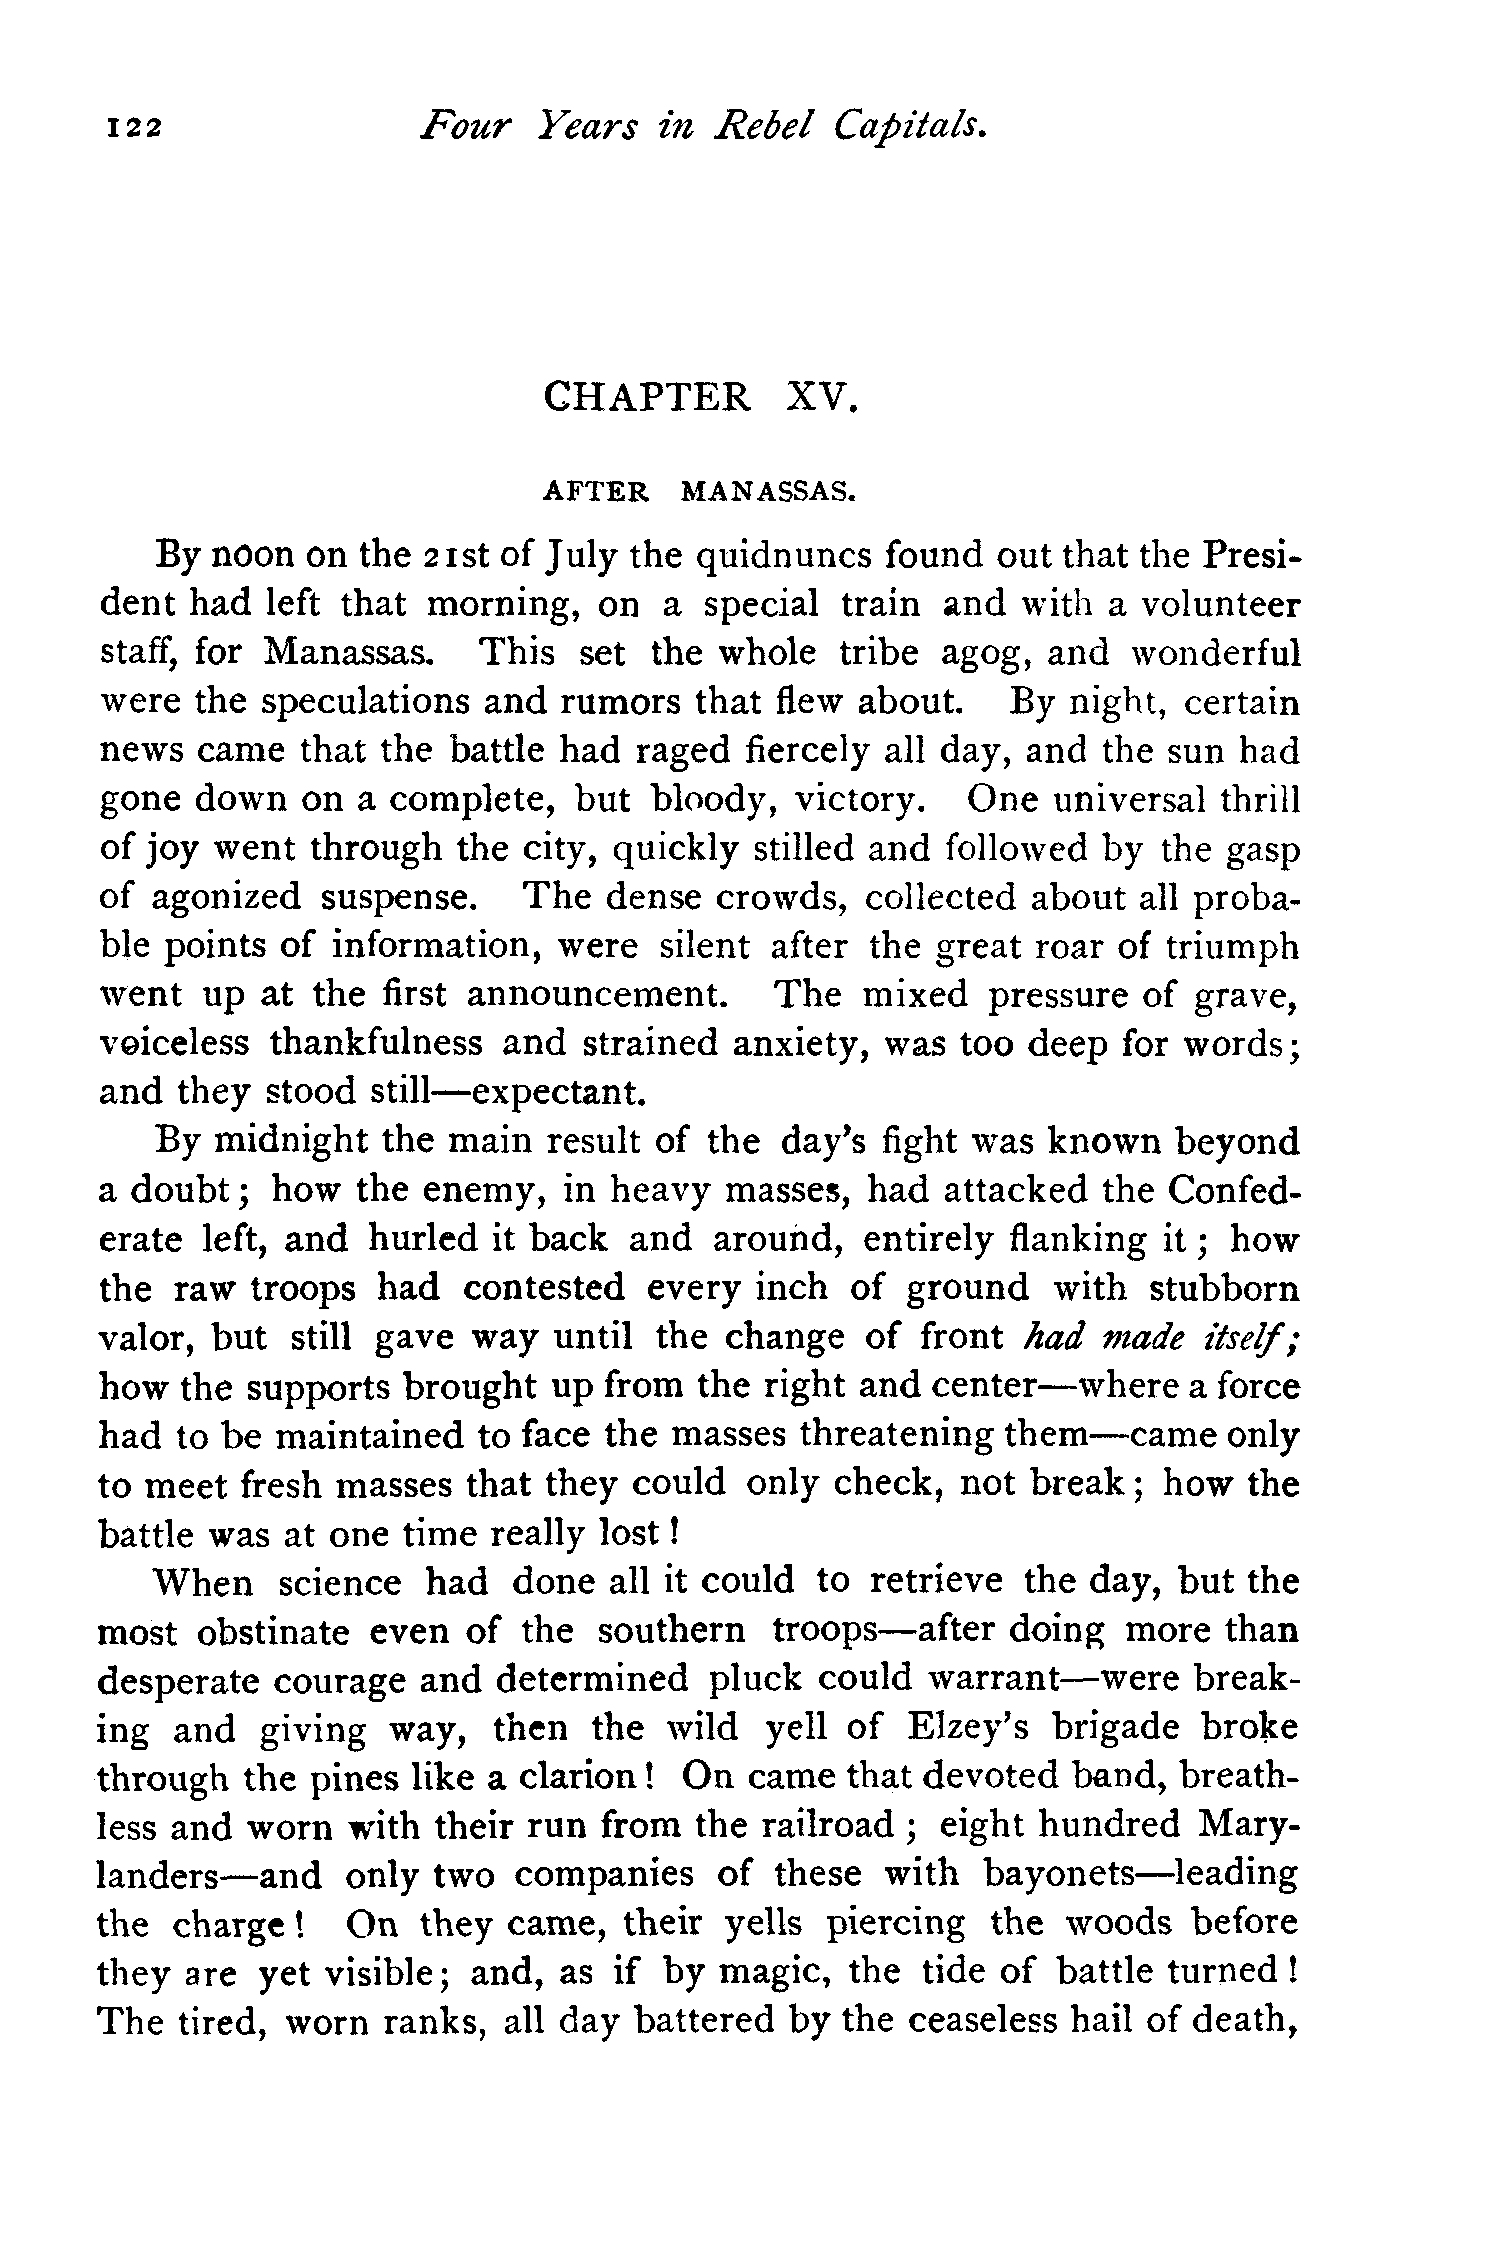 122 Four Years in Rebel Capitals.
CHAPTER XV.
AFTER MANASSAS.
By noon on the 21st of July the quidnuncs found out that the Presi-
dent had left that morning, on a special train and with a volunteer
staff, for Manassas. This set the whole tribe agog, and wonderful
were the speculations and rumors that flew about. By night, certain
news came that the battle had raged fiercely all day, and the sun had
gone down on a complete, but bloody, victory. One universal thrill
of joy went through the city, quickly stilled and followed by the gasp
of agonized suspense. The dense crowds, collected about all proba-
ble points of information, were silent after the great roar of triumph
went up at the first announcement. The mixed pressure of grave,
voiceless thankfulness and strained anxiety, was too deep for words;
and they stood still—expectant.
By midnight the main result of the day's fight was known beyond
a doubt; how the enemy, in heavy masses, had attacked the Confed-
erate left, and hurled it back and around, entirely flanking it; how
the raw troops had contested every inch of ground with stubborn
valor, but still gave way until the change of front had made itself;
how the supports brought up from the right and center—where a force
had to be maintained to face the masses threatening them—came only
to meet fresh masses that they could only check, not break; how the
battle was at one time really lost!
When science had done all it could to retrieve the day, but the
most obstinate even of the southern troops—after doing more than
desperate courage and determined pluck could warrant—were break-
ing and giving way, then the wild yell of Elzey's brigade broke
through the pines like a clarion! On came that devoted band, breath-
less and worn with their run from the railroad; eight hundred Mary-
landers—and only two companies of these with bayonets—leading
the charge! On they came, their yells piercing the woods before
they are yet visible; and, as if by magic, the tide of battle turned!
The tired, worn ranks, all day battered by the ceaseless hail of death,